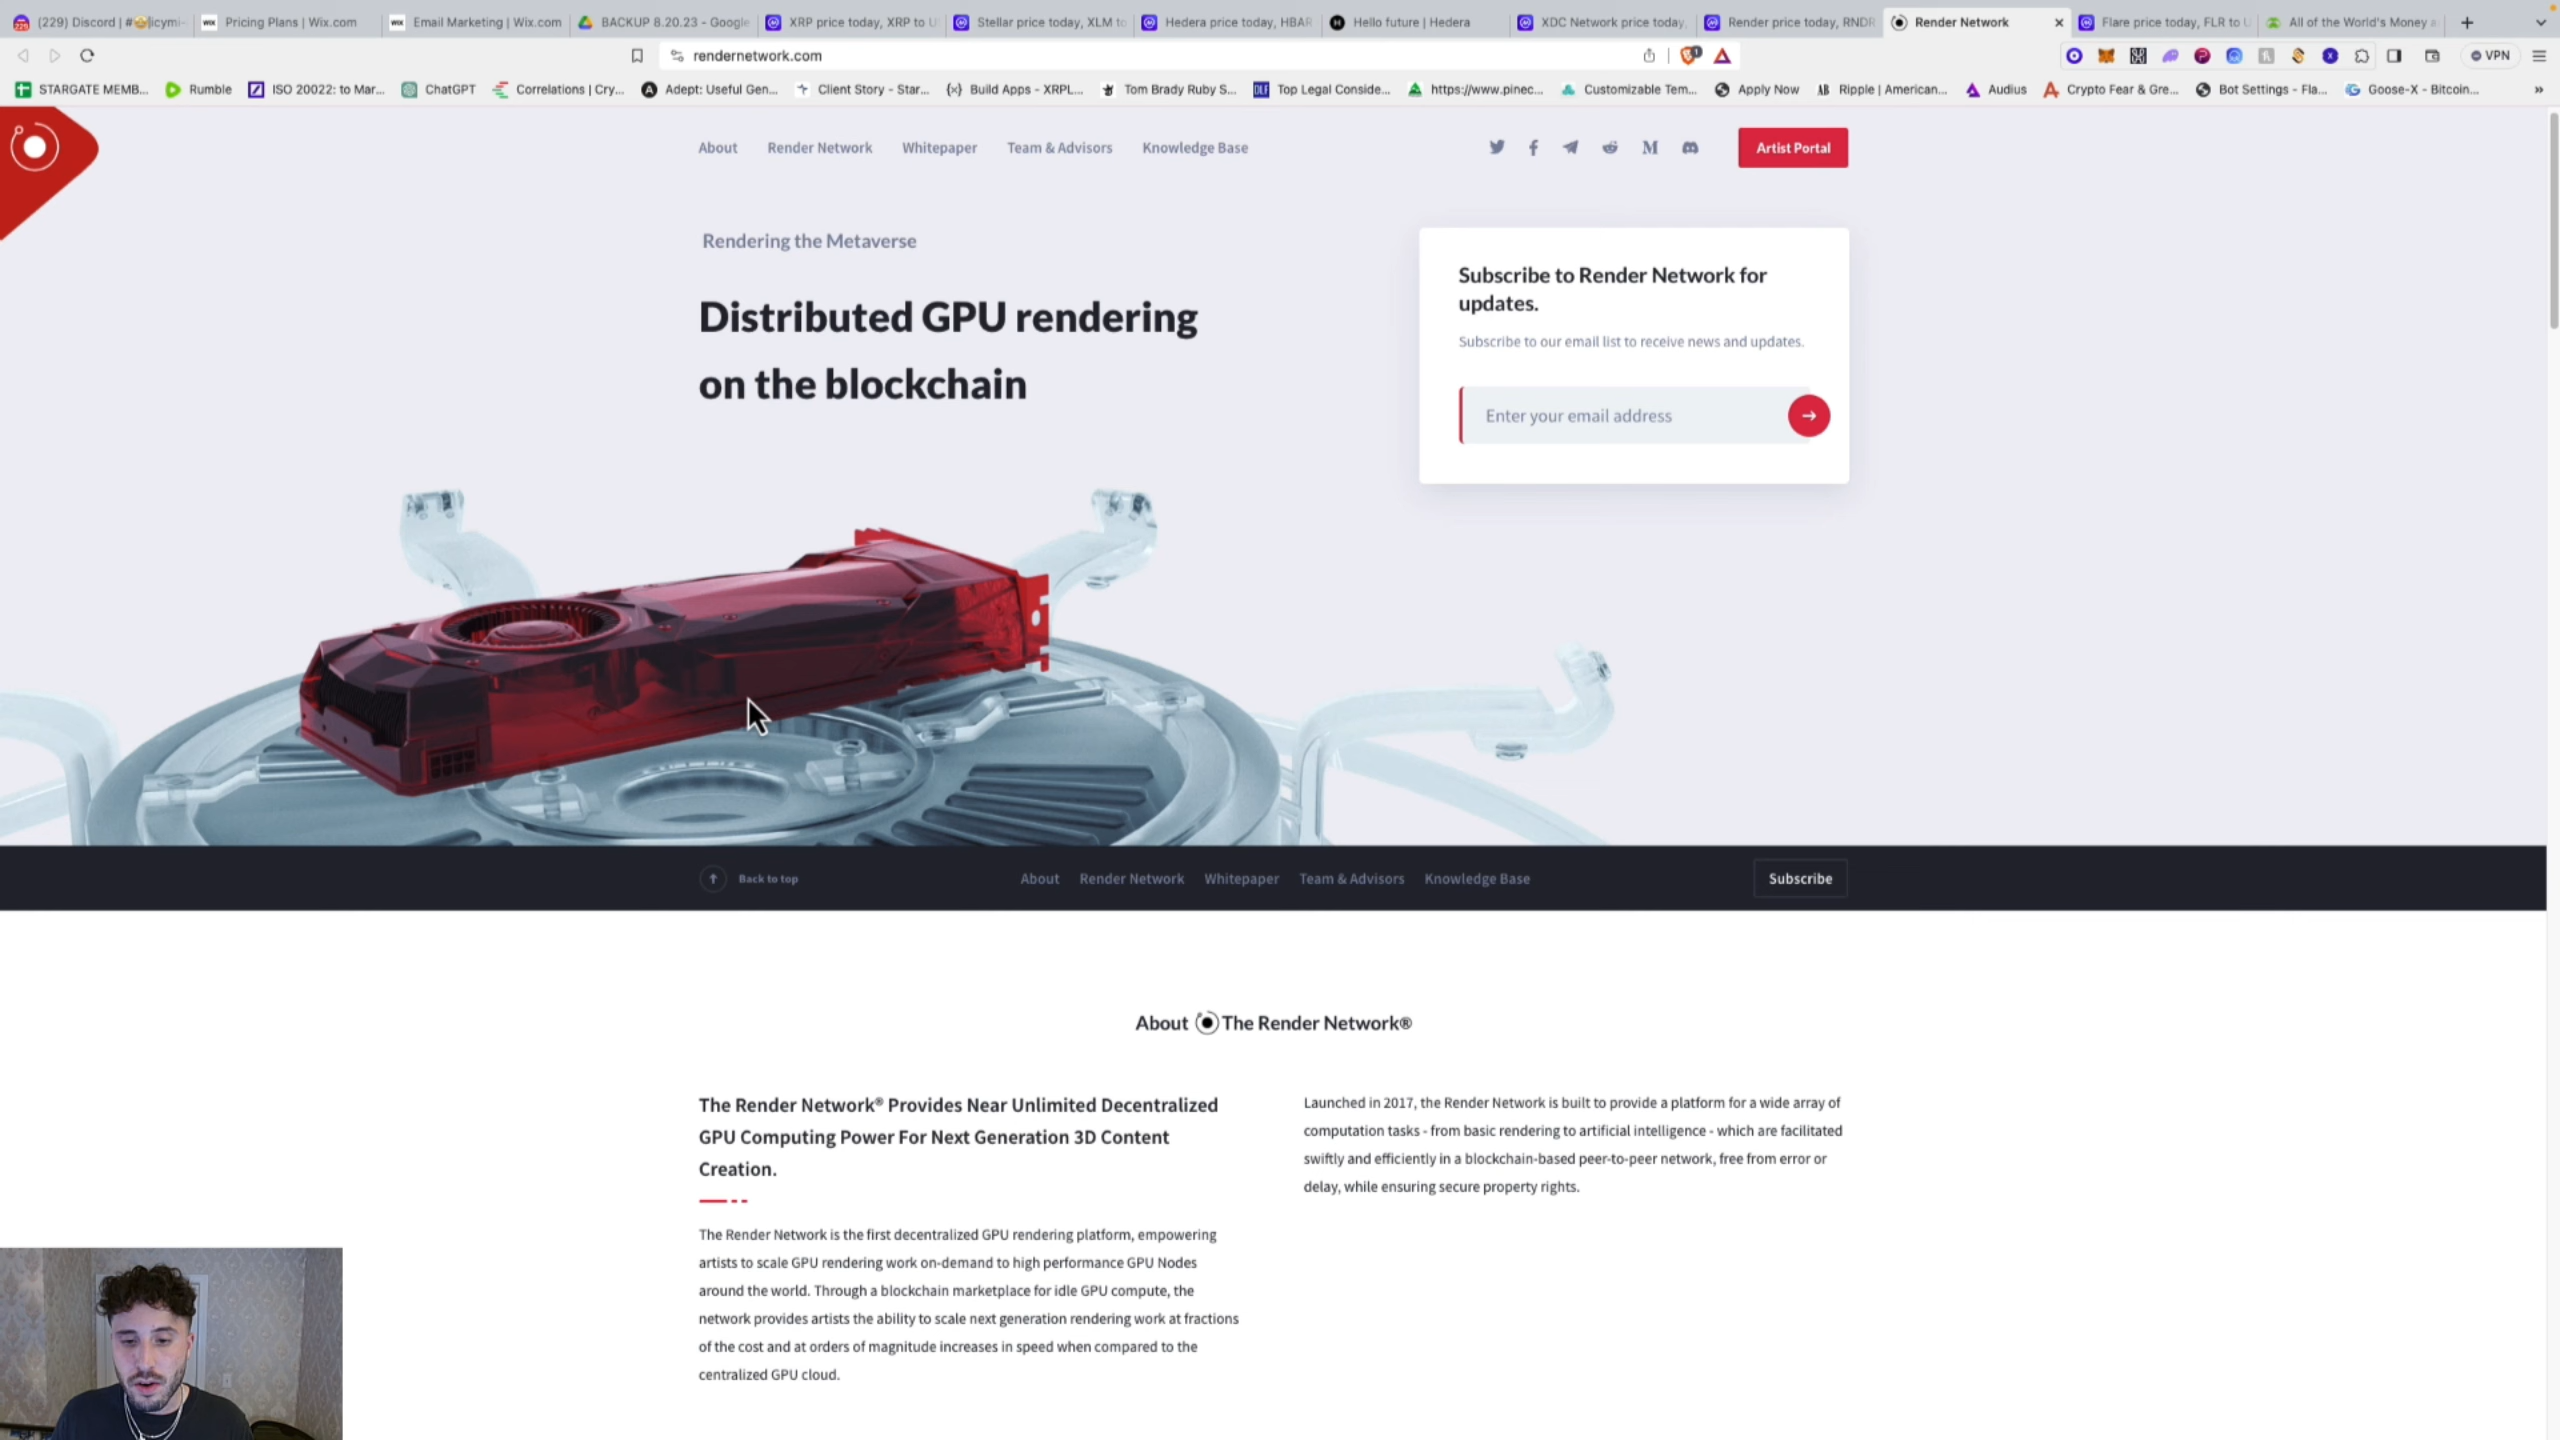 (229) Discord | #🤩|icymi-
Pricing Plans | Wix.com
Email Marketing | Wix.com
BACKUP 8.20.23 - Google
XRP price today, XRP to U
Stellar price today, XLM to
Hedera price today, HBAR
Hello future | Hedera
XDC Network price today,
Render price today, RNDR
Render Network
Flare price today, FLR to U
All of the World's Money a
rendernetwork.com
VPN
STARGATE MEMB...
Rumble
ISO 20022: to Mar...
ChatGPT
Correlations | Cry...
Adept: Useful Gen...
Client Story - Star...
Build Apps - XRPL...
Tom Brady Ruby S...
Top Legal Conside...
https://www.pinec...
Customizable Tem...
Apply Now
Ripple | American...
Audius
Crypto Fear & Gre...
Bot Settings - Fla...
Goose-X - Bitcoin...
About
Render Network
Whitepaper
Team & Advisors
Knowledge Base
Artist Portal
Rendering the Metaverse
Distributed GPU rendering
on the blockchain
Subscribe to Render Network for
updates.
Subscribe to our email list to receive news and updates.
Enter your email address
Back to top
About
Render Network
Whitepaper
Team & Advisors
Knowledge Base
Subscribe
About The Render Network®
The Render Network® Provides Near Unlimited Decentralized
GPU Computing Power For Next Generation 3D Content
Creation.
The Render Network is the first decentralized GPU rendering platform, empowering
artists to scale GPU rendering work on-demand to high performance GPU Nodes
around the world. Through a blockchain marketplace for idle GPU compute, the
network provides artists the ability to scale next generation rendering work at fractions
of the cost and at orders of magnitude increases in speed when compared to the
centralized GPU cloud.
Launched in 2017, the Render Network is built to provide a platform for a wide array of
computation tasks - from basic rendering to artificial intelligence - which are facilitated
swiftly and efficiently in a blockchain-based peer-to-peer network, free from error or
delay, while ensuring secure property rights.